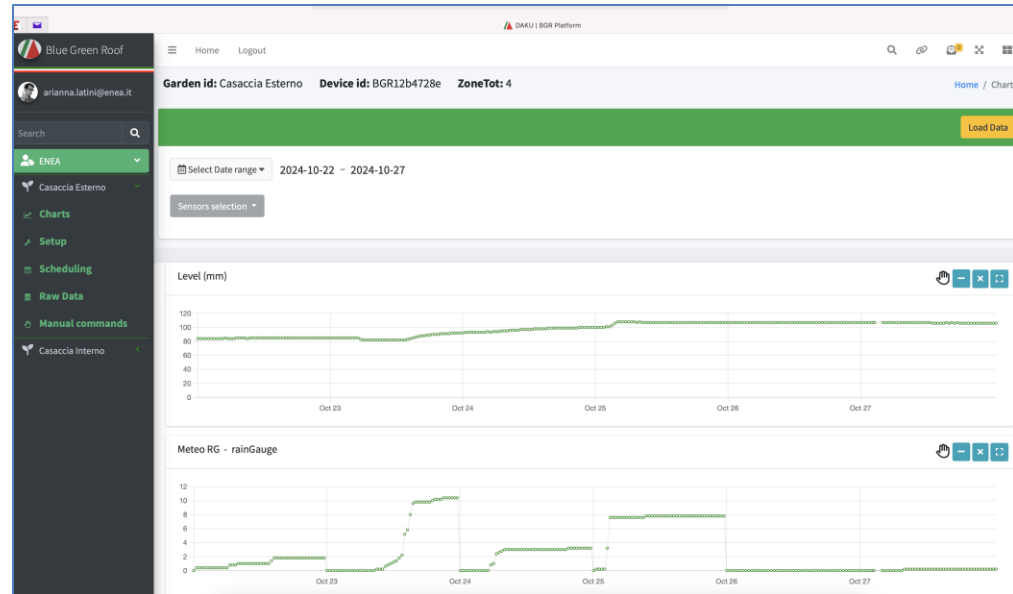 DAKU | BGR Platform
Blue Green Roof
Home Logout
arianna.latini@enea.it
Garden id: Casaccia Esterno Device id: BGR12b4728e ZoneTot: 4
Home / Chart
Search
Load Data
ENEA
Select Date range 2024-10-22 ~ 2024-10-27
Casaccia Esterno
Sensors selection
Charts
Setup
Scheduling
Raw Data
Manual commands
Casaccia Interno
Level (mm)
120
100
80
60
40
20
0
Oct 23 Oct 24 Oct 25 Oct 26 Oct 27
Meteo RG - rainGauge
12
10
8
6
4
2
0
Oct 23 Oct 24 Oct 25 Oct 26 Oct 27